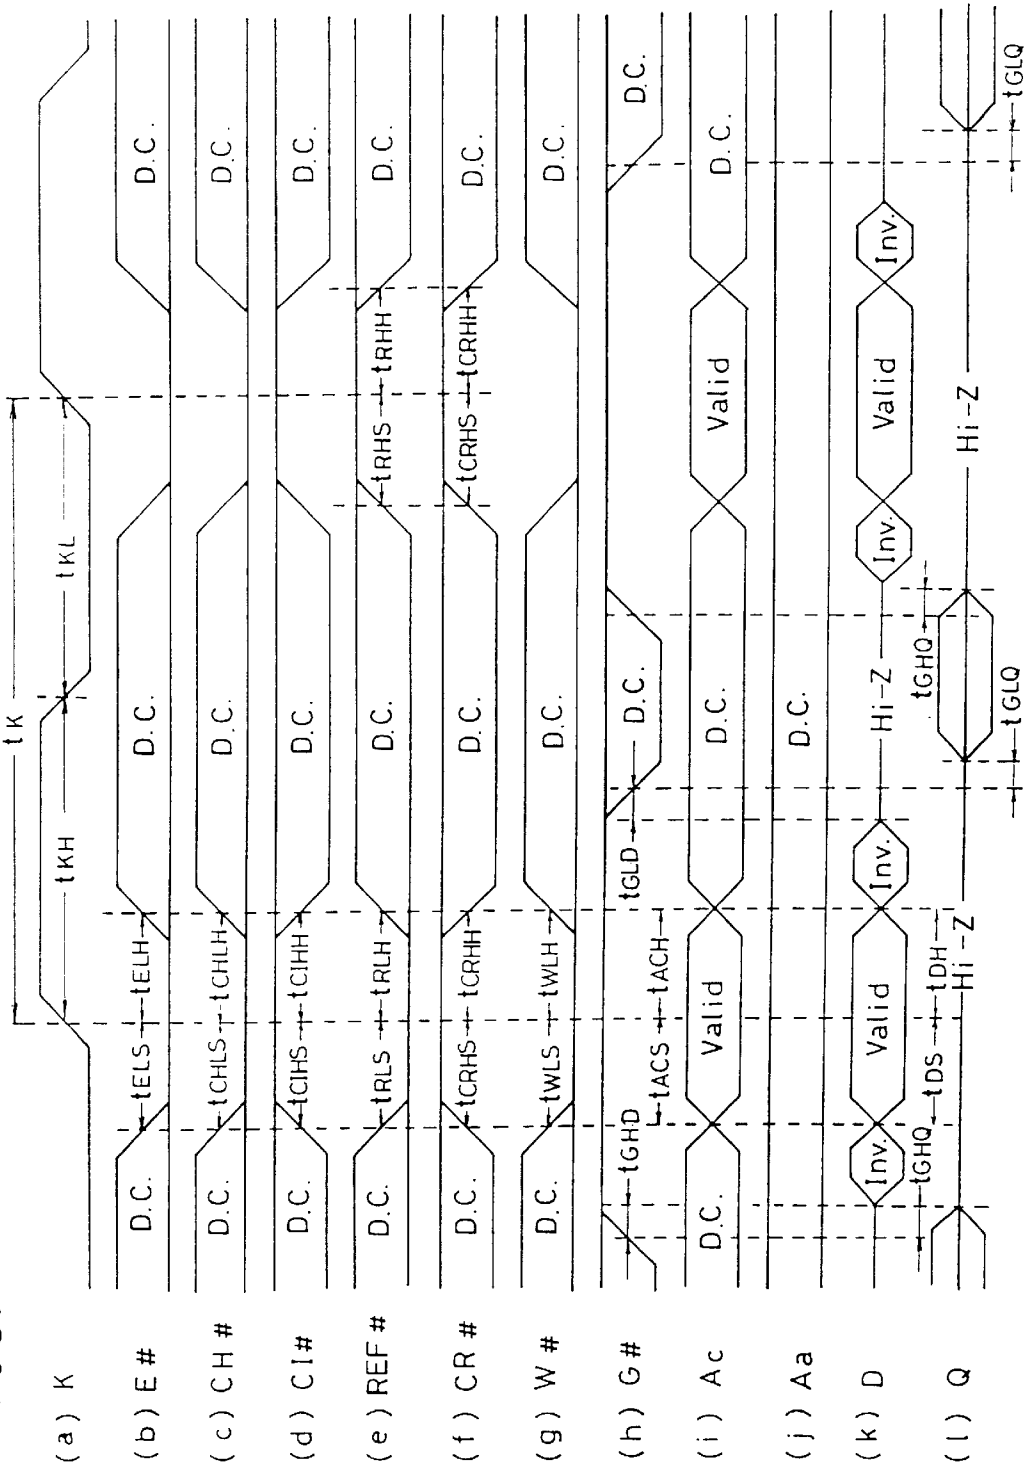 (a) K
tK
tKH
tKL
(b) E#
D.C.
tELS
tELH
D.C.
D.C.
(c) CH#
D.C.
tCHLS
tCHLH
D.C.
D.C.
(d) CI#
D.C.
tCIHS
tCIHH
D.C.
D.C.
(e) REF#
D.C.
tRLS
tRLH
D.C.
tRHS
tRHH
D.C.
(f) CR#
D.C.
tCRHS
tCRHH
D.C.
tCRHS
tCRHH
D.C.
(g) W#
D.C.
tWLS
tWLH
D.C.
D.C.
(h) G#
tGHD
tGLD
D.C.
D.C.
tACS
tACH
(i) Ac
D.C.
Valid
D.C.
Valid
D.C.
(j) Aa
D.C.
(k) D
Inv.
Valid
Inv.
Hi-Z
Inv.
Valid
Inv.
tGHQ
tDS
tDH
tGHQ
(l) Q
Hi-Z
Hi-Z
tGLQ
tGLQ